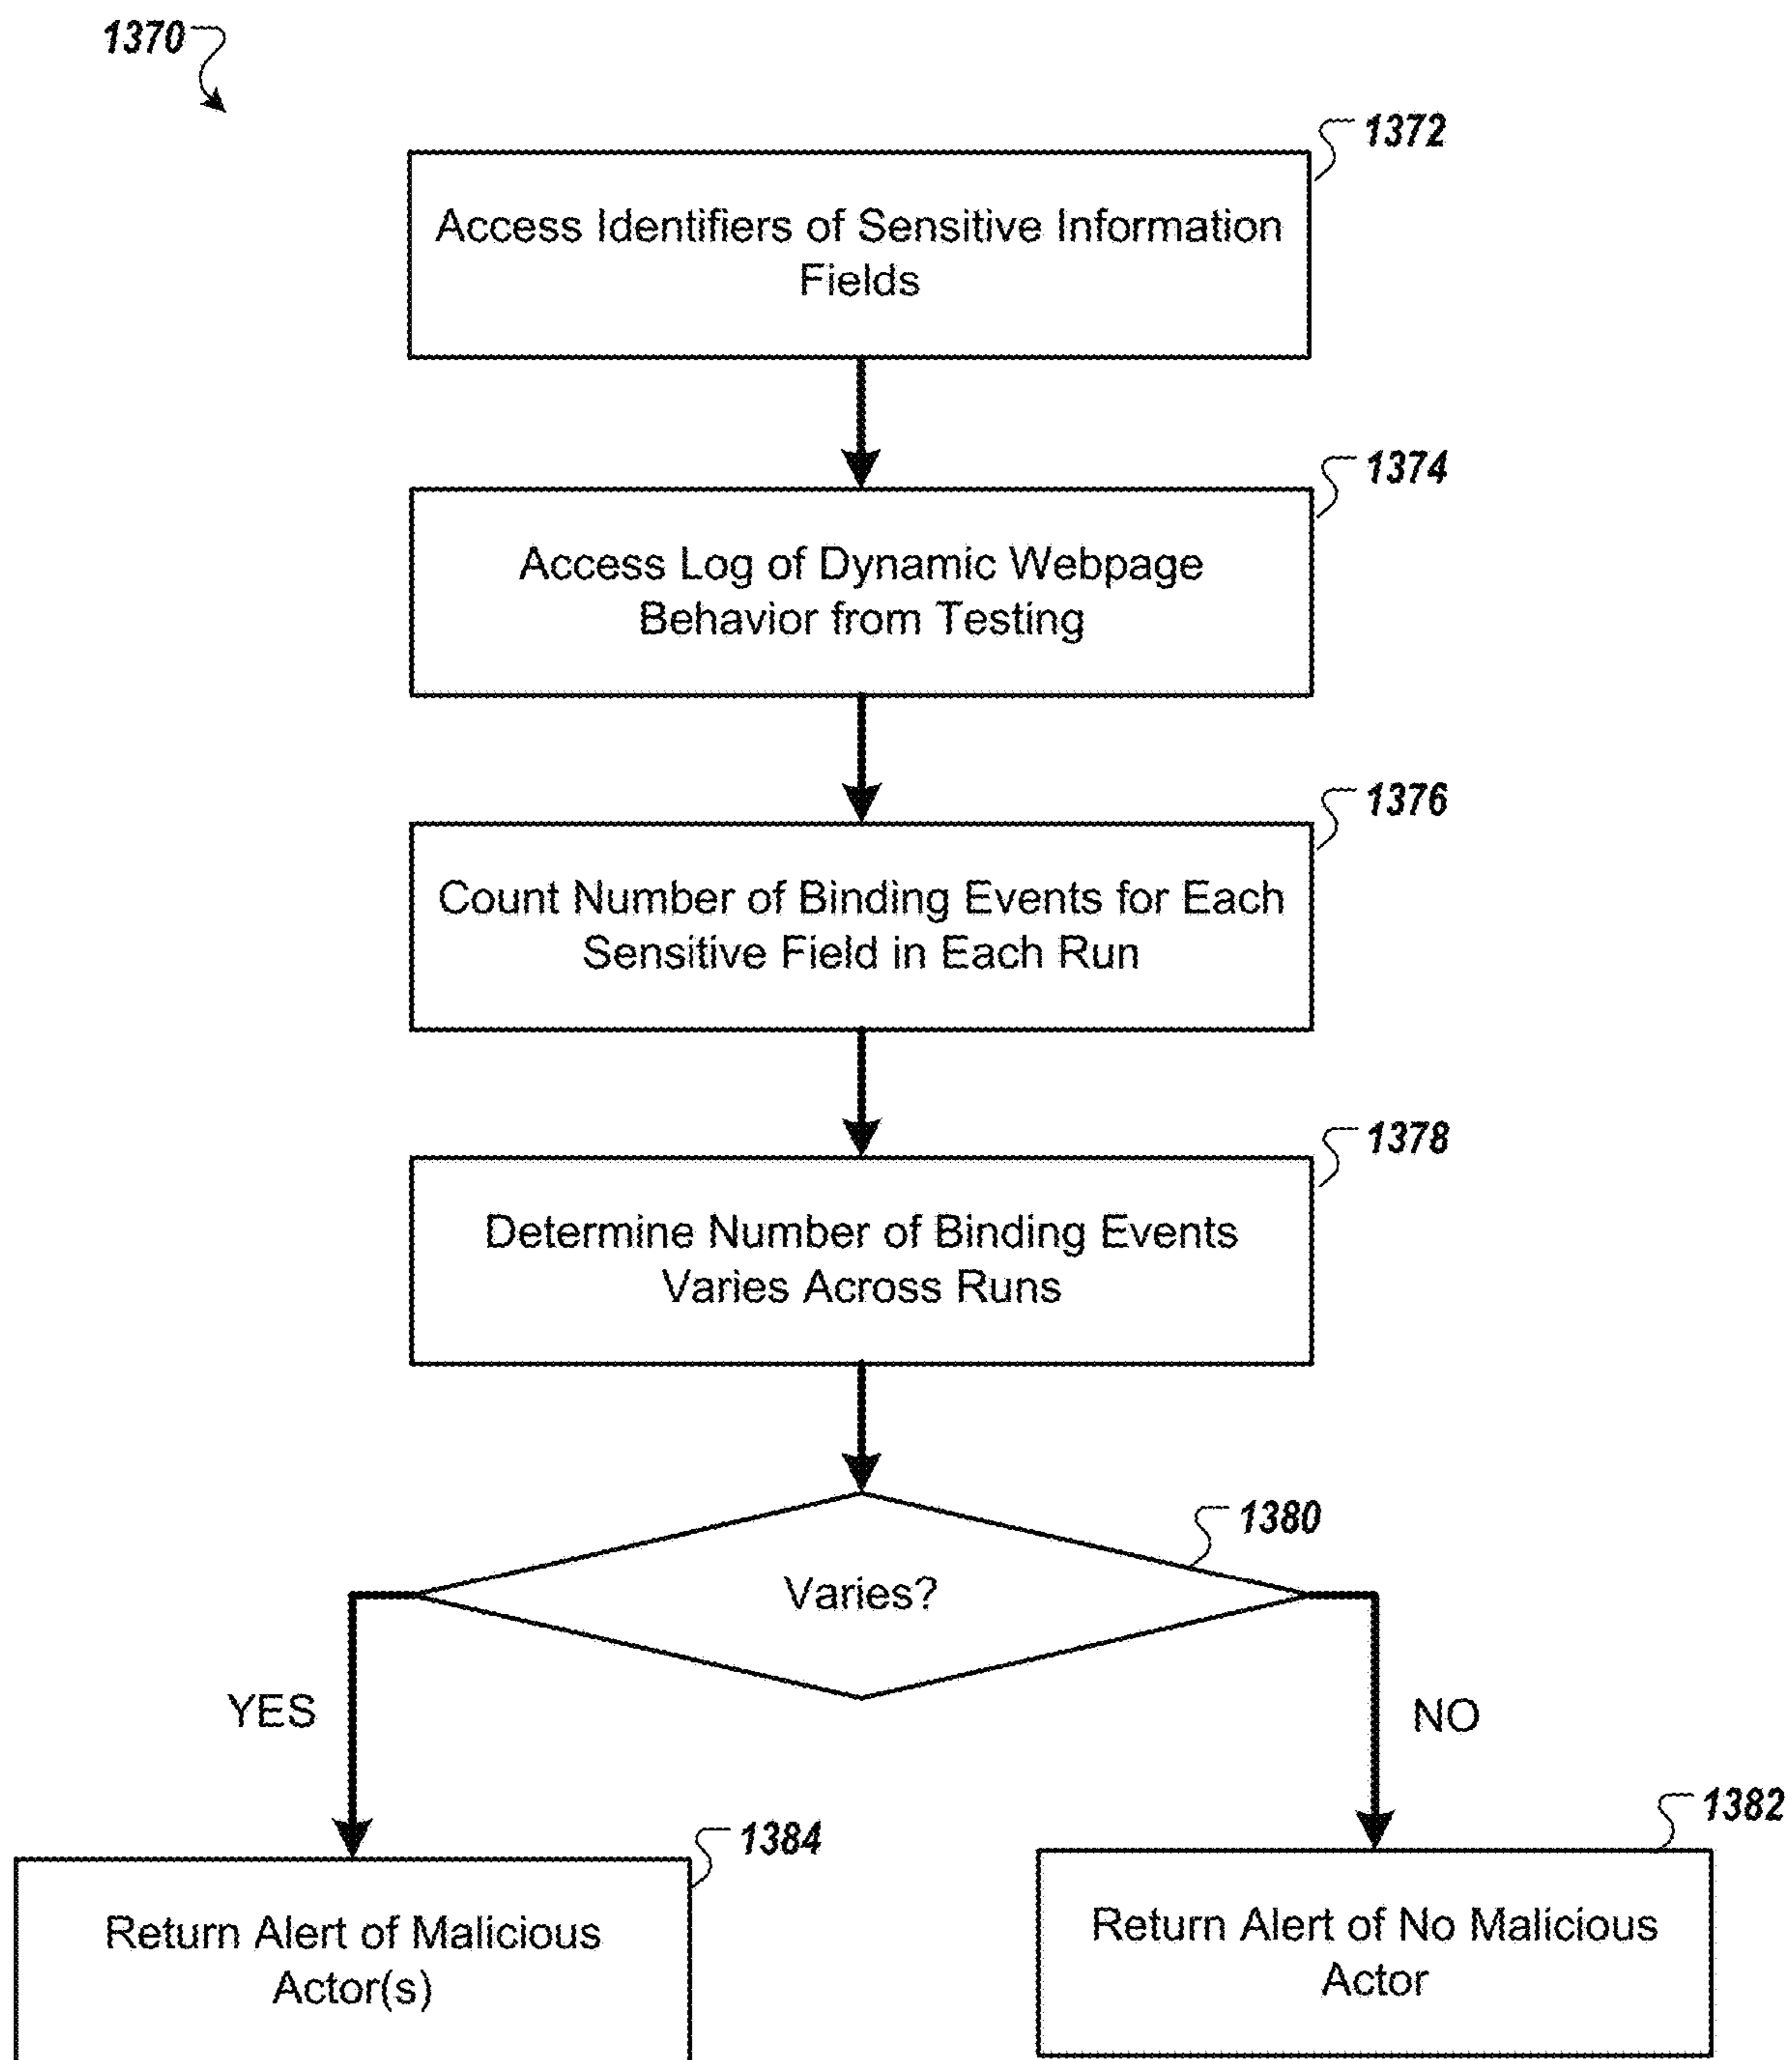 1370
1372
Access Identifiers of Sensitive Information
Fields
1374
Access Log of Dynamic Webpage
Behavior from Testing
1376
Count Number of Binding Events for Each
Sensitive Field in Each Run
1378
Determine Number of Binding Events
Varies Across Runs
1380
Varies?
YES
NO
1384
Return Alert of Malicious
Actor(s)
1382
Return Alert of No Malicious
Actor